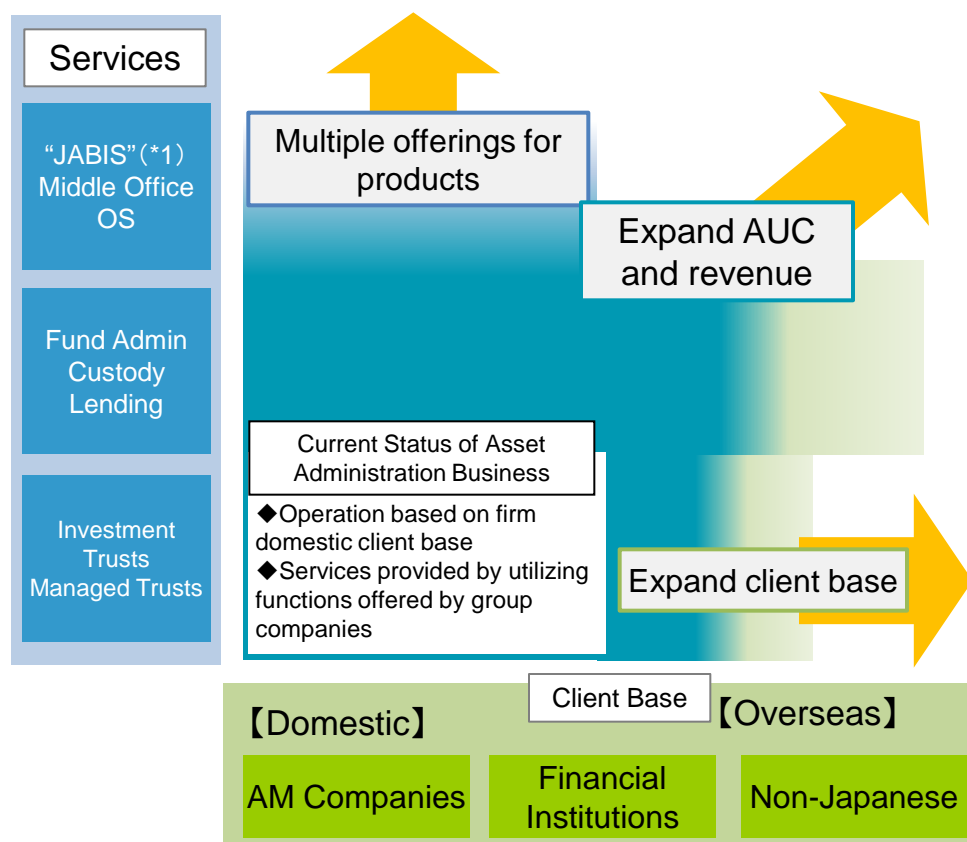 Services
“JABIS”（*1）
Middle Office
OS
Fund Admin
Custody
Lending
Investment
Trusts
Managed Trusts
Multiple offerings for
products
Expand AUC
and revenue
Current Status of Asset
Administration Business
◆Operation based on firm
domestic client base
◆Services provided by utilizing
functions offered by group
companies
Expand client base
Client Base
【Domestic】
【Overseas】
AM Companies
Financial
Institutions
Non-Japanese